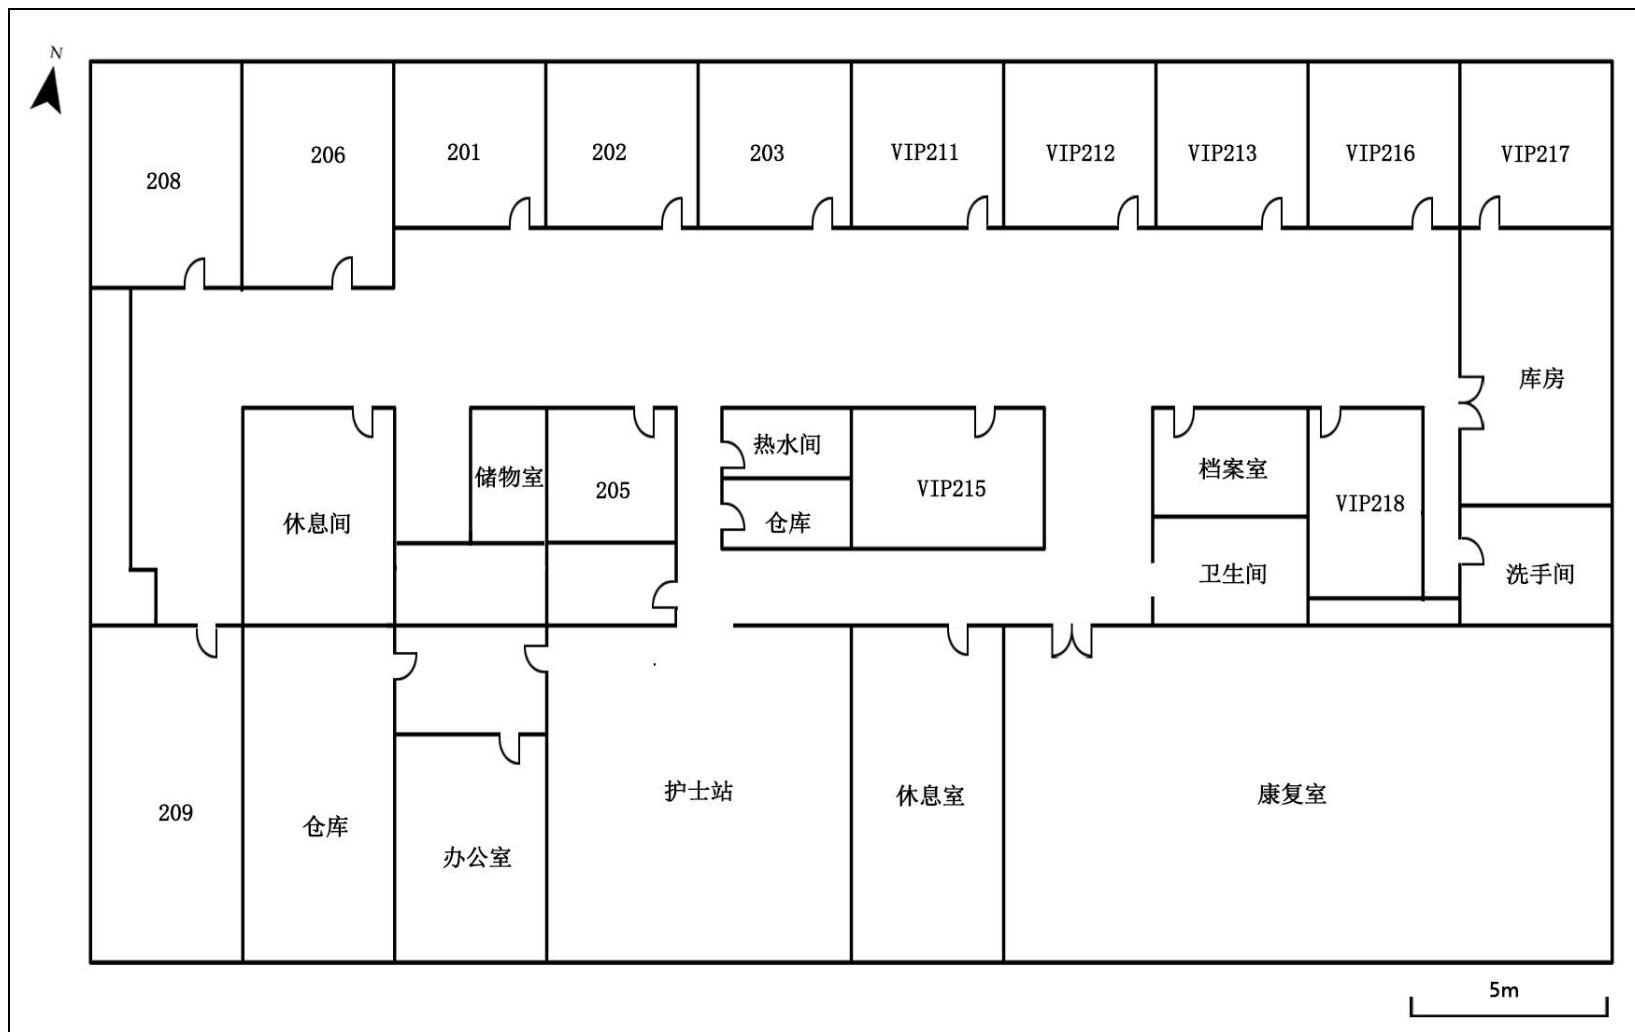 N
208
206
201
202
203
VIP211
VIP212
VIP213
VIP216
VIP217
库房
休息间
储物室
205
热水间
仓库
VIP215
档案室
卫生间
VIP218
洗手间
209
仓库
办公室
护士站
休息室
康复室
5m